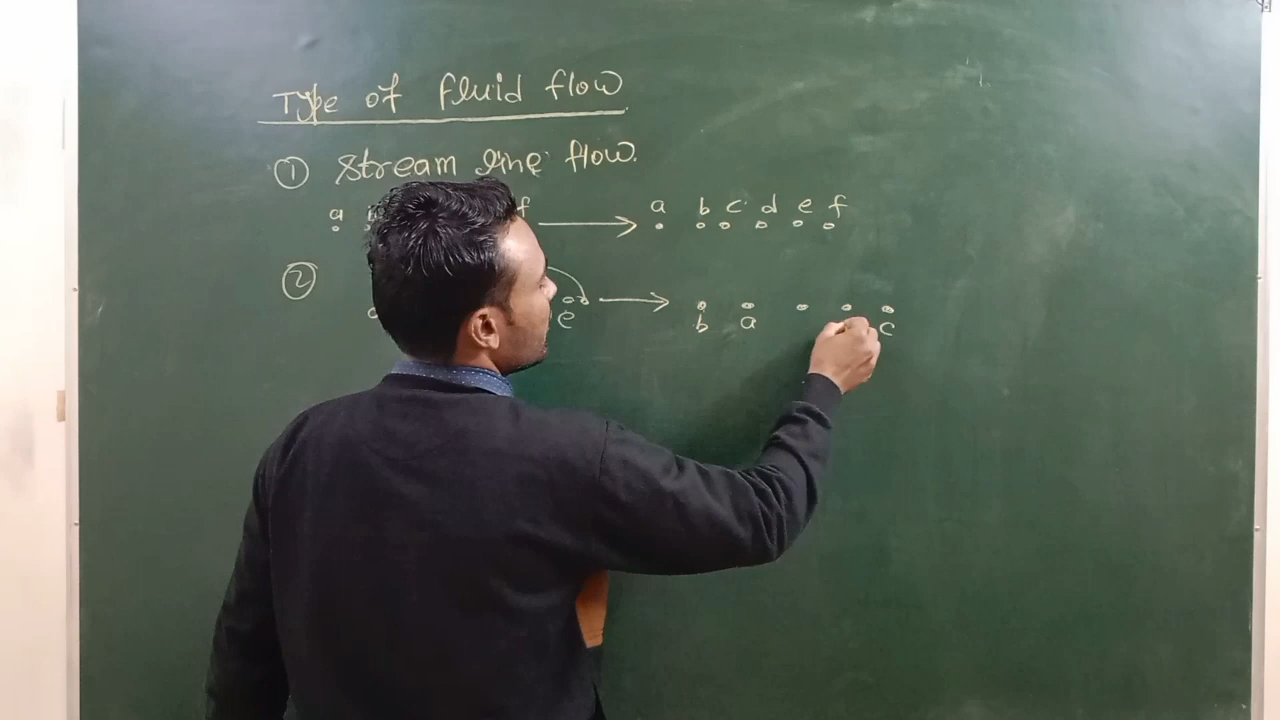 Type of fluid flow
① Stream line flow.
a f → a b c d e f
② e → b a c